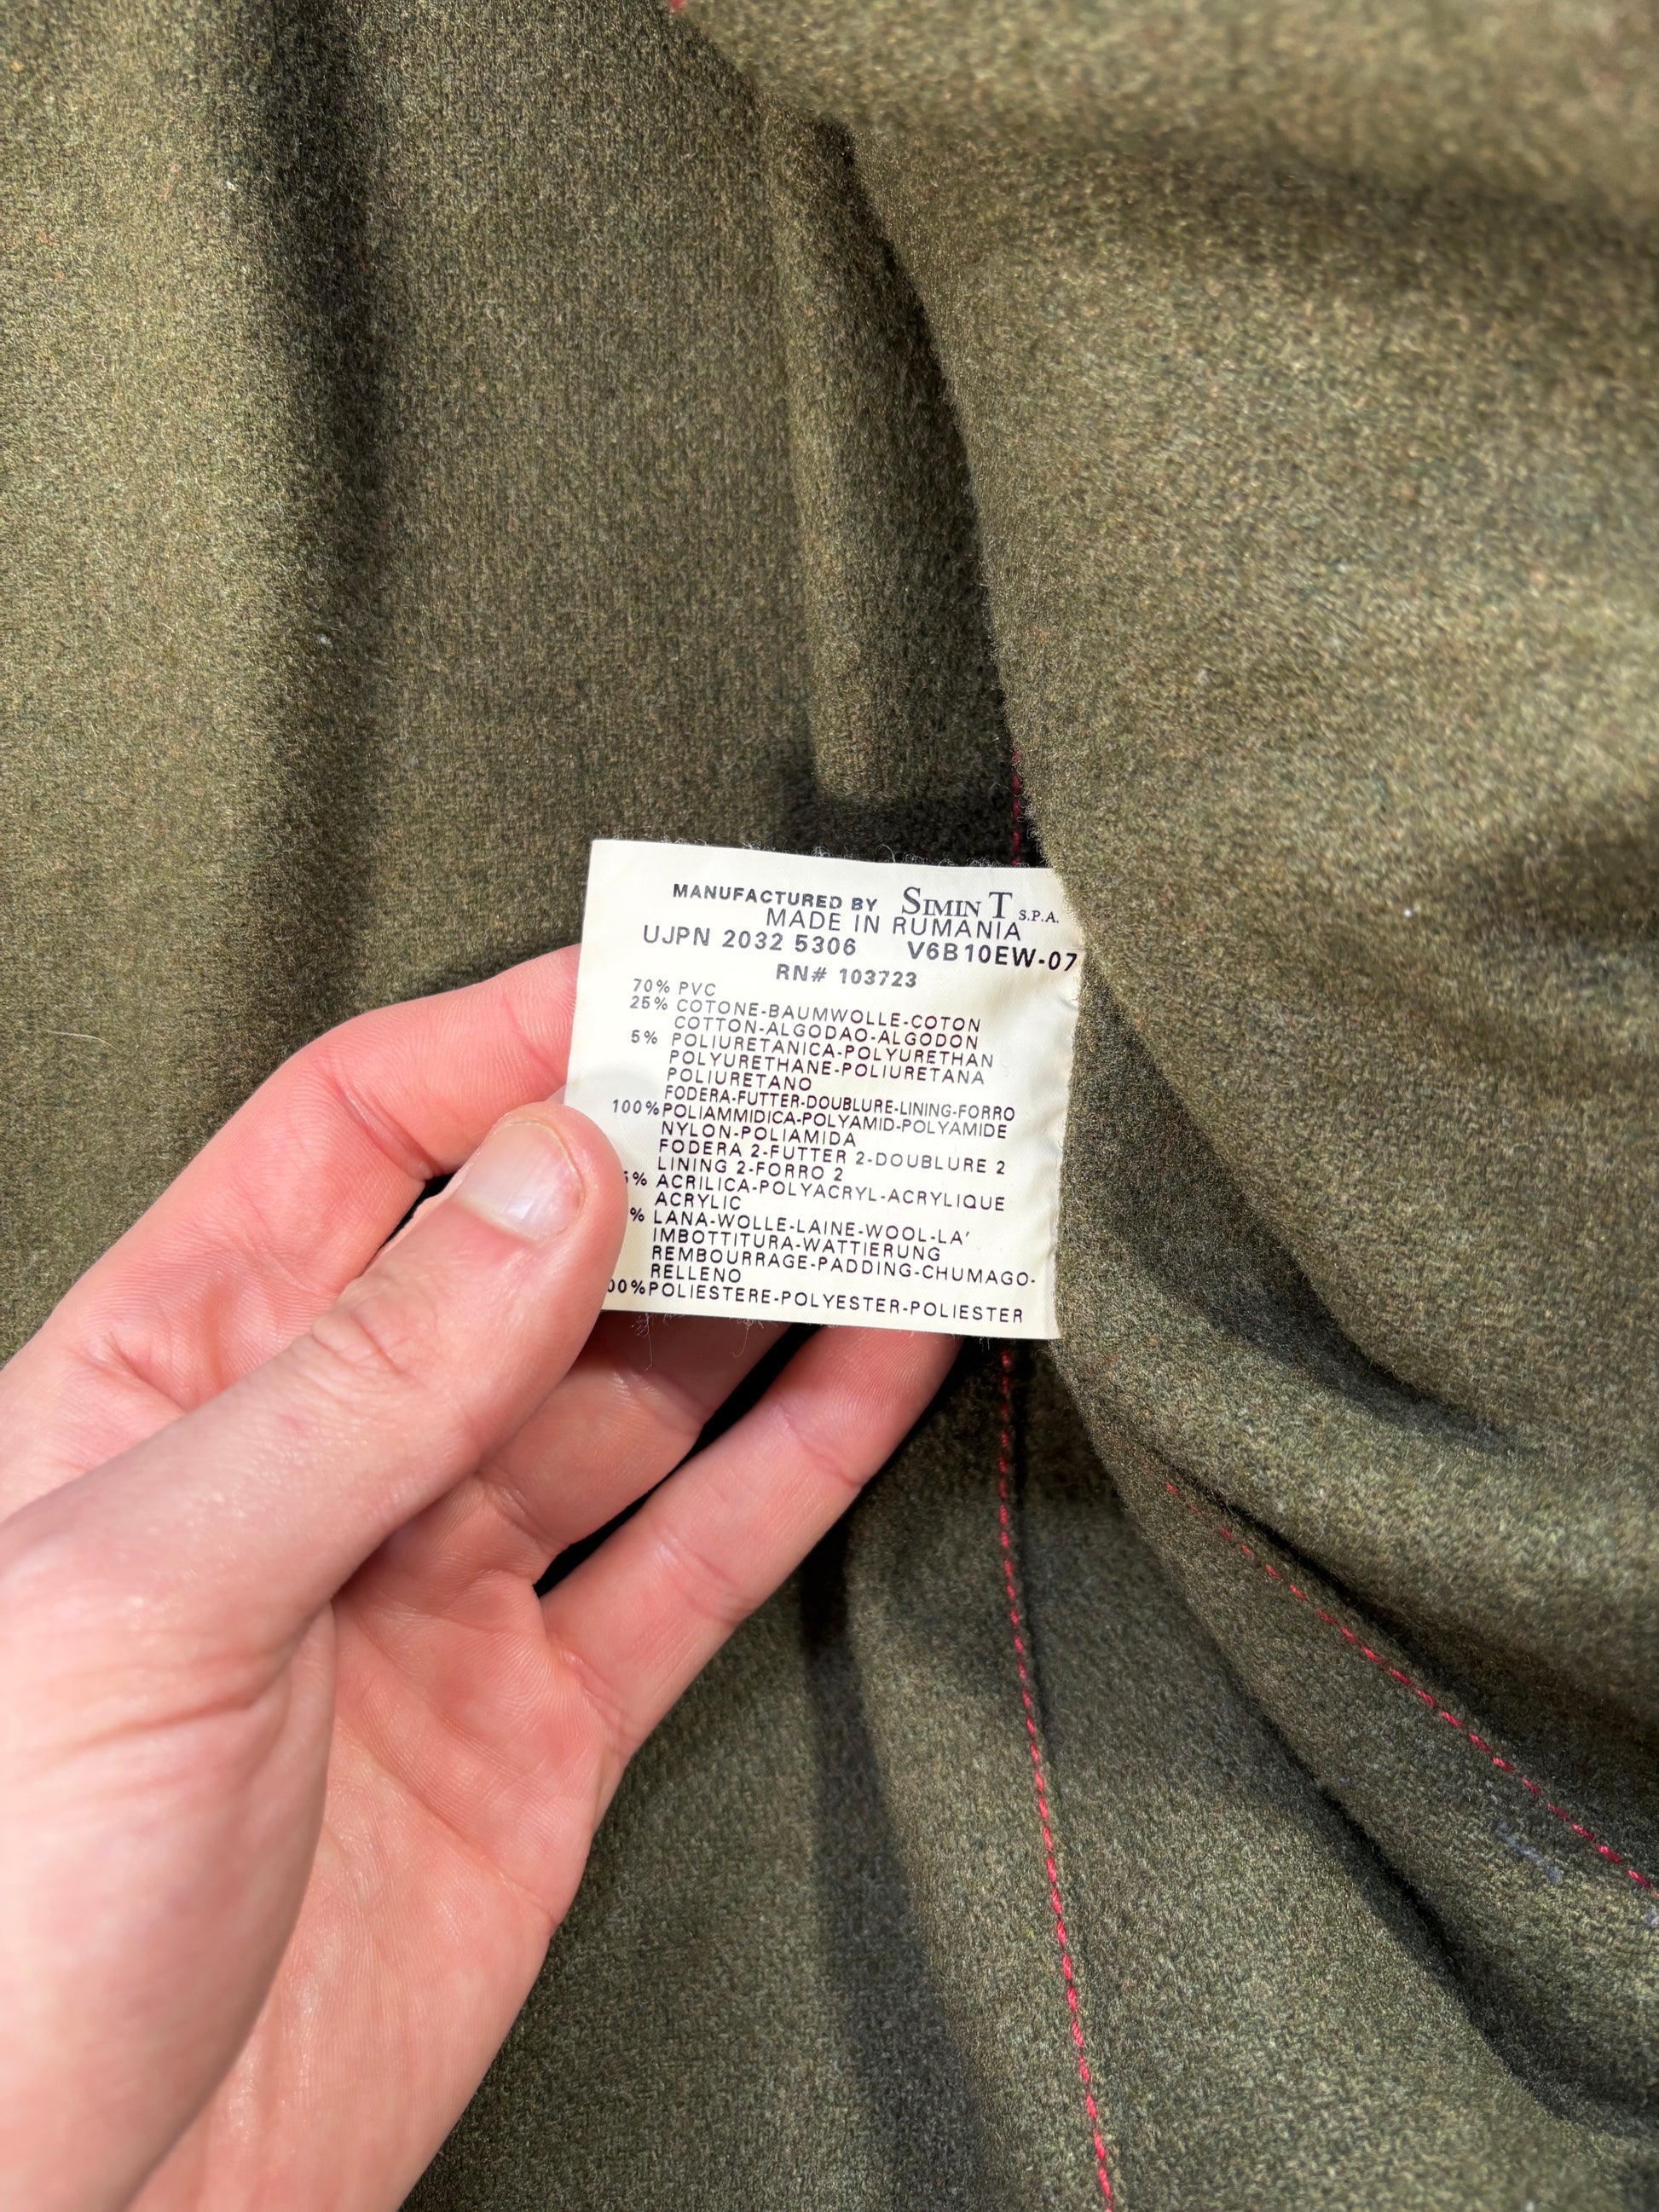 MANUFACTURED BY SIMIN T S.P.A.
MADE IN RUMANIA
UJPN 2032 5306 V6B10EW-07
RN# 103723
70% PVC
25% COTONE-BAUMWOLLE-COTON
COTTON-ALGODAO-ALGODON
5% POLIURETANICA-POLYURETHAN
POLYURETHANE-POLIURETANA
POLIURETANO
FODERA-FUTTER-DOUBLURE-LINING-FORRO
100%POLIAMMIDICA-POLYAMID-POLYAMIDE
NYLON-POLIAMIDA
FODERA 2-FUTTER 2-DOUBLURE 2
LINING 2-FORRO 2
5% ACRILICA-POLYACRYL-ACRYLIQUE
ACRYLIC
% LANA-WOLLE-LAINE-WOOL-LA'
IMBOTTITURA-WATTIERUNG
REMBOURRAGE-PADDING-CHUMAGO-
RELLENO
00%POLIESTERE-POLYESTER-POLIESTER